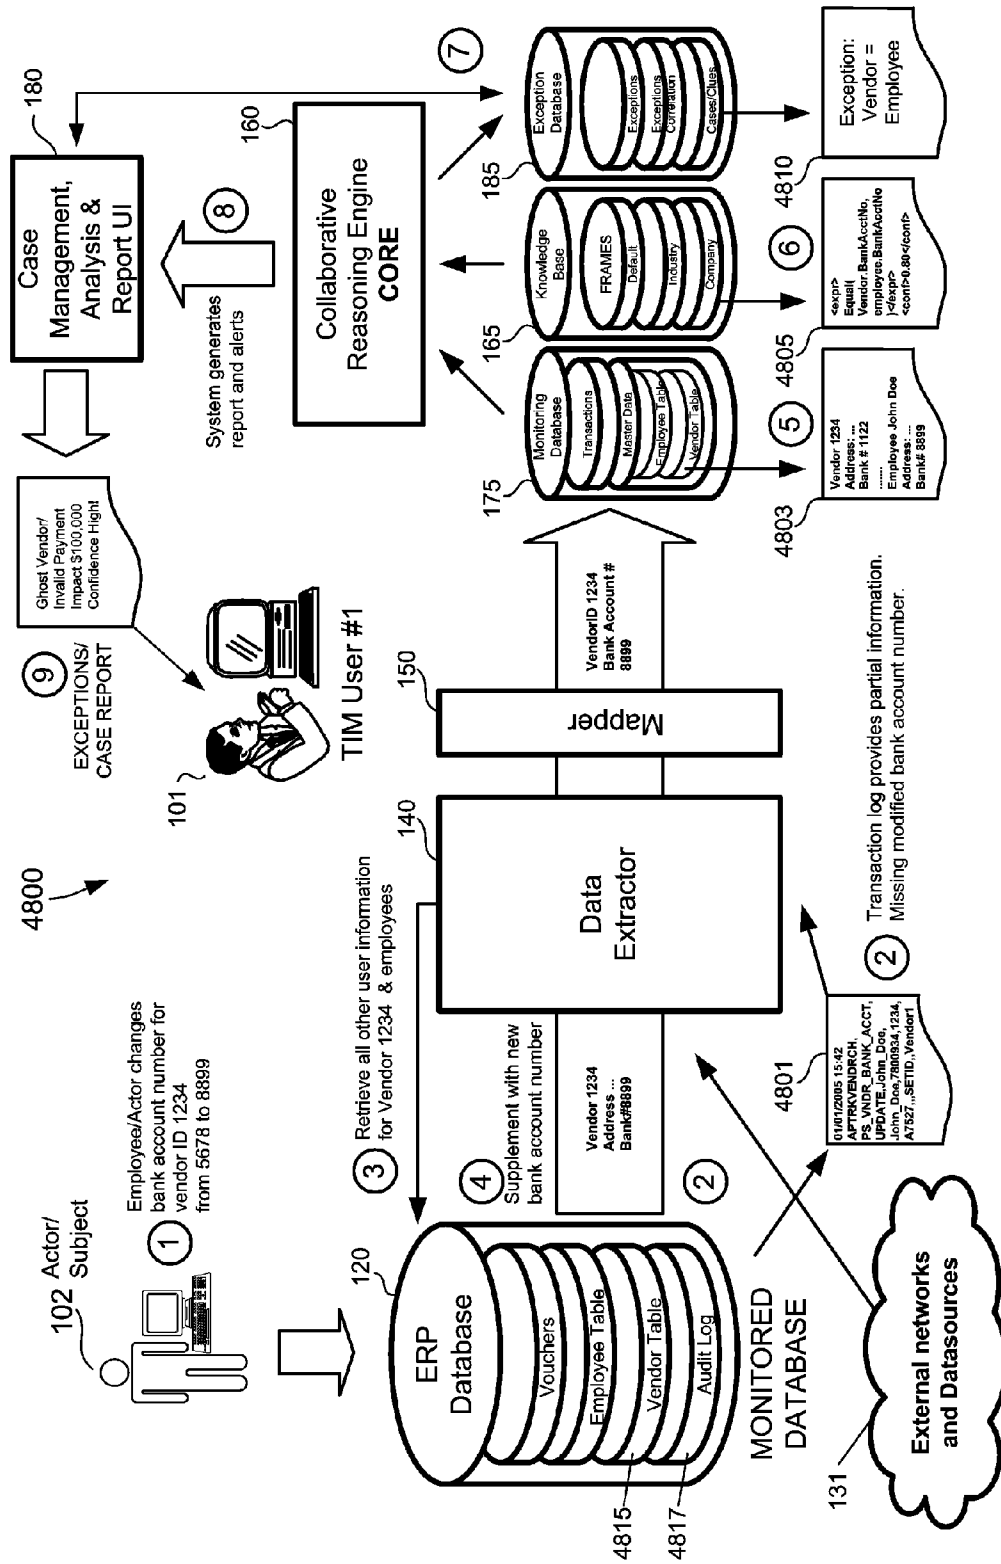 4800
102
Actor/
Subject
1
Employee/Actor changes
bank account number for
vendor ID 1234
from 5678 to 8899
120
ERP
Database
Vouchers
Employee Table
Vendor Table
Audit Log
4815
4817
MONITORED
DATABASE
131
External networks
and Datasources
3
Retrieve all other user information
for Vendor 1234 & employees
4
Supplement with new
bank account number
Vendor 1234
Address ...
Bank#8899
2
4801
01/01/2005 15:42
APTRKVENDRCH,
PS_VNDR_BANK_ACCT,
UPDATE,John_Doe,
John_Doe,7800934,1234,
A7527,,,SETID,,Vendor1
2
Transaction log provides partial information.
Missing modified bank account number.
140
Data
Extractor
150
Mapper
VendorID 1234
Bank Account #
8899
9
EXCEPTIONS/
CASE REPORT
Ghost Vendor/
Invalid Payment
Impact $100,000
Confidence High!
101
TIM User #1
180
Case
Management,
Analysis &
Report UI
8
System generates
report and alerts
160
Collaborative
Reasoning Engine
CORE
7
175
Monitoring
Database
Transactions
Master Data
Employee Table
Vendor Table
165
Knowledge
Base
FRAMES
Default
Industry
Company
185
Exception
Database
Exceptions
Exceptions
Correlation
Cases/Clues
5
4803
Vendor 1234
Address: ...
Bank # 1122
.......
Employee John Doe
Address: ...
Bank# 8899
6
4805
<expr>
Equal(
Vendor.BankAcctNo,
employee.BankAcctNo
)</expr>
<conf>0.80</conf>
4810
Exception:
Vendor =
Employee